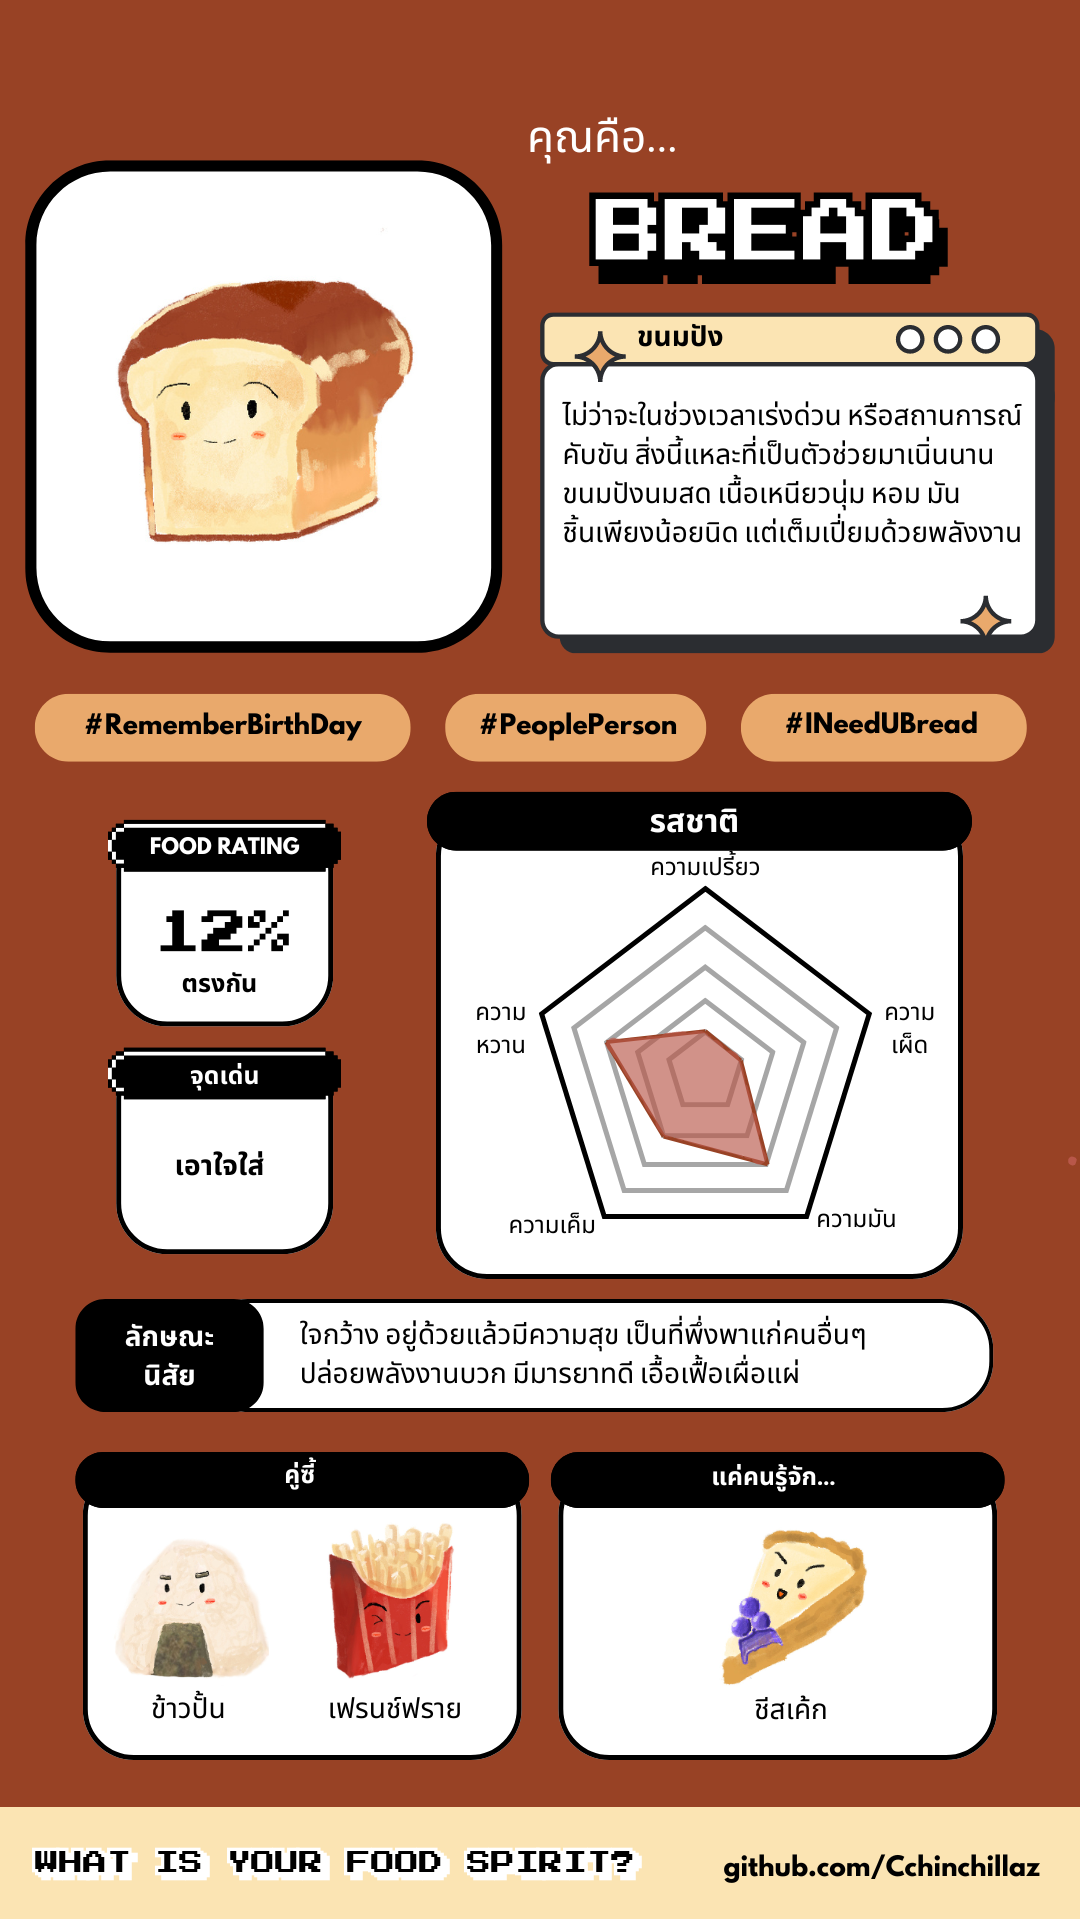 คุณคือ...
BREAD
ขนมปัง
ไม่ว่าจะในช่วงเวลาเร่งด่วน หรือสถานการณ์
คับขัน สิ่งนี้แหละที่เป็นตัวช่วยมาเนิ่นนาน
ขนมปังนมสด เนื้อเหนียวนุ่ม หอม มัน
ชิ้นเพียงน้อยนิด แต่เต็มเปี่ยมด้วยพลังงาน
#RememberBirthDay
#PeoplePerson
#INeedUBread
FOOD RATING
12%
ตรงกัน
จุดเด่น
เอาใจใส่
รสชาติ
ความเปรี้ยว
ความ
หวาน
ความ
เผ็ด
ความเค็ม
ความมัน
ลักษณะ
นิสัย
ใจกว้าง อยู่ด้วยแล้วมีความสุข เป็นที่พึ่งพาแก่คนอื่นๆ
ปล่อยพลังงานบวก มีมารยาทดี เอื้อเฟื้อเผื่อแผ่
คู่ซี้
ข้าวปั้น
เฟรนช์ฟราย
แค่คนรู้จัก...
ชีสเค้ก
WHAT IS YOUR FOOD SPIRIT?
github.com/Cchinchillaz